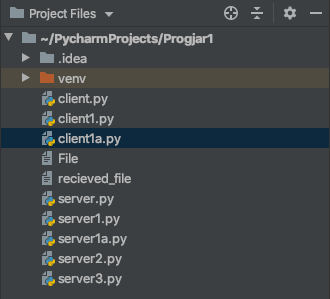 Project Files
~/PycharmProjects/Progjar1
.idea
venv
client.py
client1.py
client1a.py
File
recieved_file
server.py
server1.py
server1a.py
server2.py
server3.py